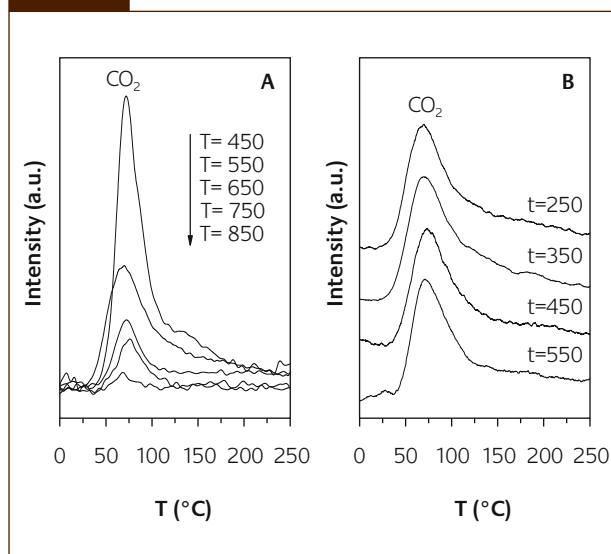 A
CO₂
T= 450
T= 550
T= 650
T= 750
T= 850
Intensity (a.u.)
0 50 100 150 200 250
T (°C)
B
CO₂
t=250
t=350
t=450
t=550
Intensity (a.u.)
0 50 100 150 200 250
T (°C)